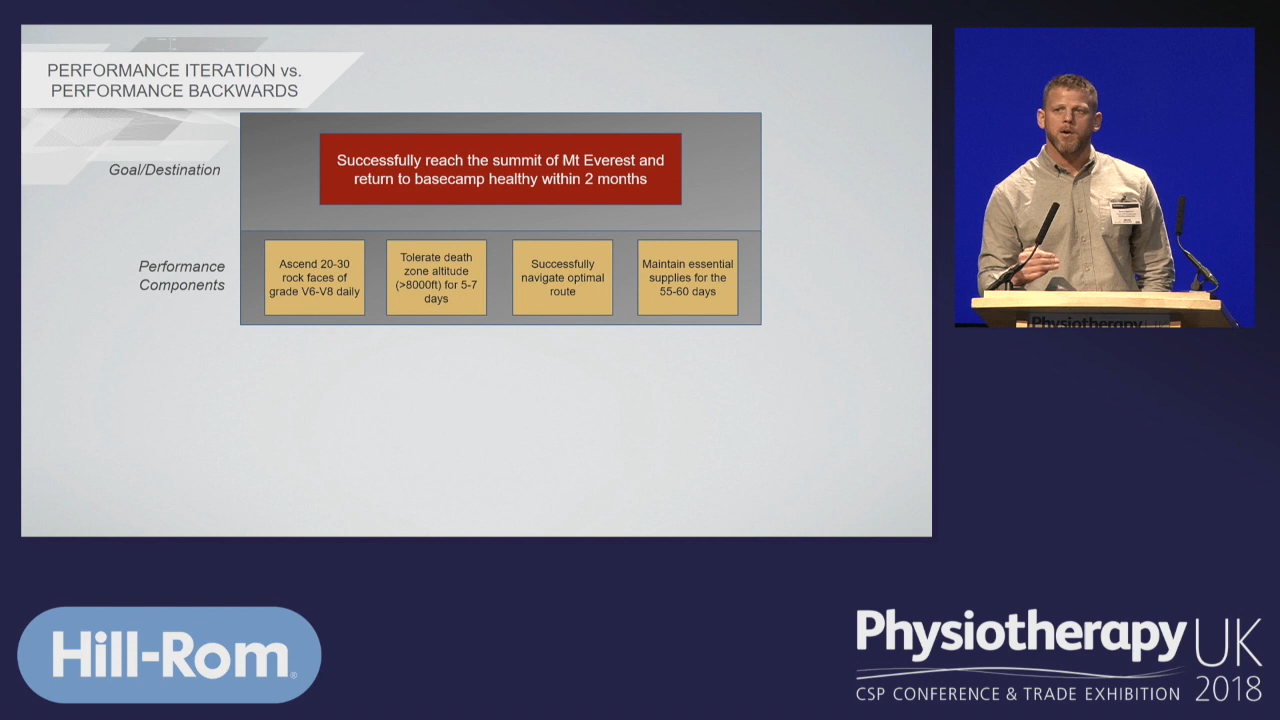 PERFORMANCE ITERATION vs.
PERFORMANCE BACKWARDS
Goal/Destination
Successfully reach the summit of Mt Everest and
return to basecamp healthy within 2 months
Performance
Components
Ascend 20-30
rock faces of
grade V6-V8 daily
Tolerate death
zone altitude
(>8000ft) for 5-7
days
Successfully
navigate optimal
route
Maintain essential
supplies for the
55-60 days
Physiotherapy UK
Hill-Rom®
Physiotherapy UK
CSP CONFERENCE & TRADE EXHIBITION 2018